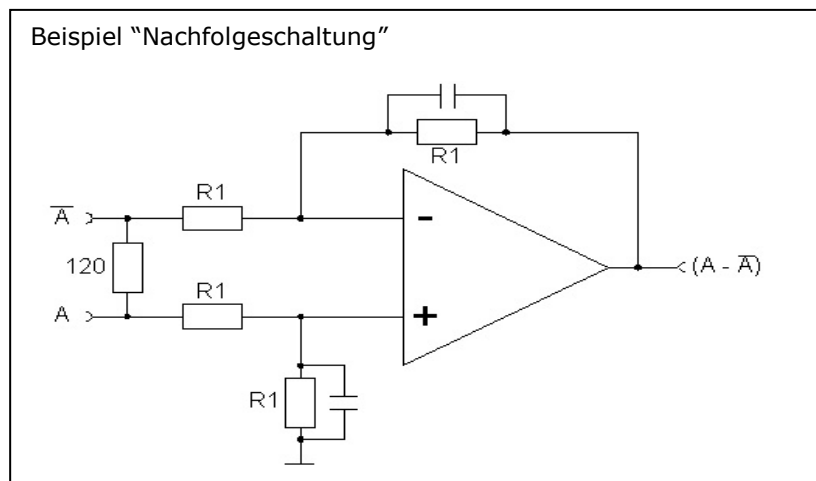 Beispiel “Nachfolgeschaltung”
R1
R1
A̅
-
120
(A - A̅)
R1
A
+
R1